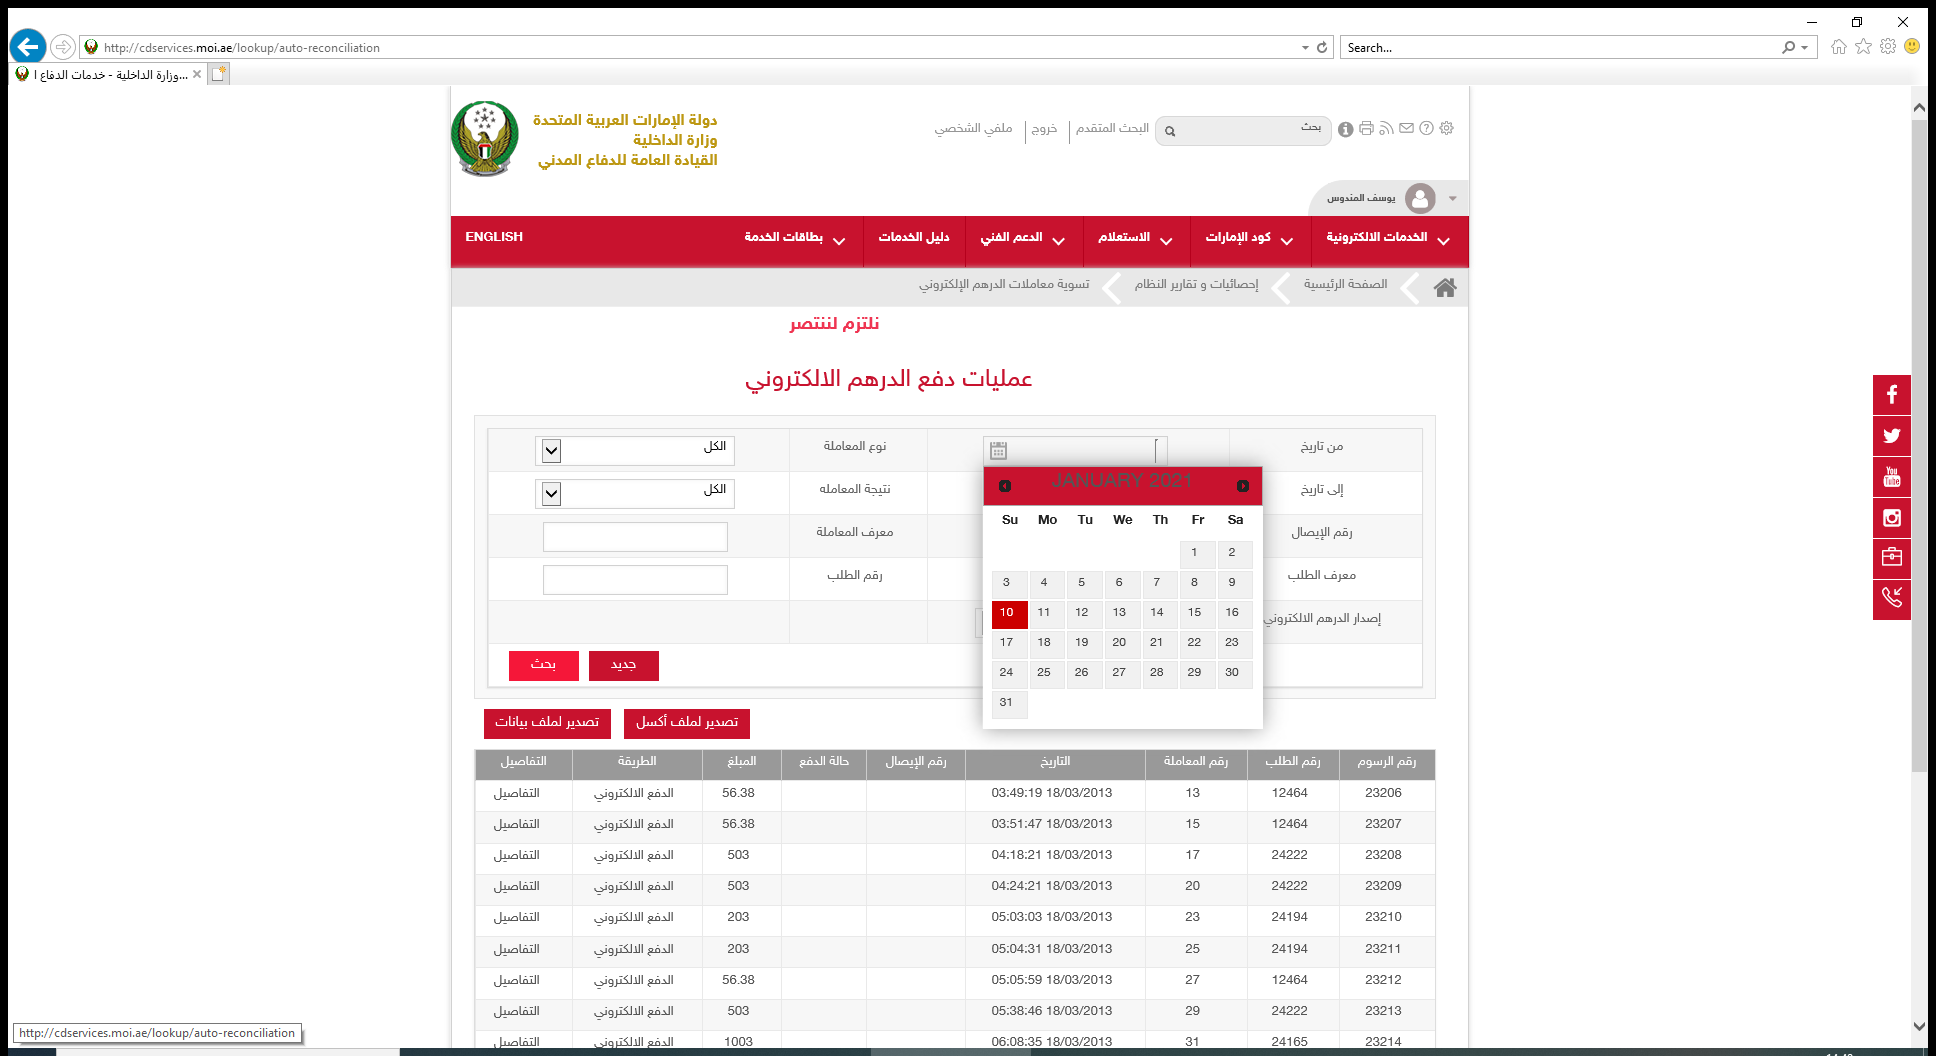 http://cdservices.moi.ae/lookup/auto-reconciliation
Search...
وزارة الداخلية - خدمات الدفاع ا...
دولة الإمارات العربية المتحدة
وزارة الداخلية
القيادة العامة للدفاع المدني
بحث
البحث المتقدم
خروج
ملفي الشخصي
يوسف المندوس
الخدمات الالكترونية
كود الإمارات
الاستعلام
الدعم الفني
دليل الخدمات
بطاقات الخدمة
ENGLISH
الصفحة الرئيسية
إحصائيات و تقارير النظام
تسوية معاملات الدرهم الإلكتروني
نلتزم لننتصر
عمليات دفع الدرهم الالكتروني
من تاريخ
نوع المعاملة
الكل
إلى تاريخ
نتيجة المعامله
الكل
رقم الإيصال
معرف المعاملة
معرف الطلب
رقم الطلب
إصدار الدرهم الالكتروني
JANUARY 2021
Su Mo Tu We Th Fr Sa
1 2
3 4 5 6 7 8 9
10 11 12 13 14 15 16
17 18 19 20 21 22 23
24 25 26 27 28 29 30
31
جديد
بحث
تصدير لملف أكسل
تصدير لملف بيانات
رقم الرسوم رقم الطلب رقم المعاملة التاريخ رقم الإيصال حالة الدفع المبلغ الطريقة التفاصيل
23206 12464 13 03:49:19 18/03/2013 56.38 الدفع الالكتروني التفاصيل
23207 12464 15 03:51:47 18/03/2013 56.38 الدفع الالكتروني التفاصيل
23208 24222 17 04:18:21 18/03/2013 503 الدفع الالكتروني التفاصيل
23209 24222 20 04:24:21 18/03/2013 503 الدفع الالكتروني التفاصيل
23210 24194 23 05:03:03 18/03/2013 203 الدفع الالكتروني التفاصيل
23211 24194 25 05:04:31 18/03/2013 203 الدفع الالكتروني التفاصيل
23212 12464 27 05:05:59 18/03/2013 56.38 الدفع الالكتروني التفاصيل
23213 24222 29 05:38:46 18/03/2013 503 الدفع الالكتروني التفاصيل
23214 24165 31 06:08:35 18/03/2013 1003 الدفع الالكتروني التفاصيل
You Tube
http://cdservices.moi.ae/lookup/auto-reconciliation